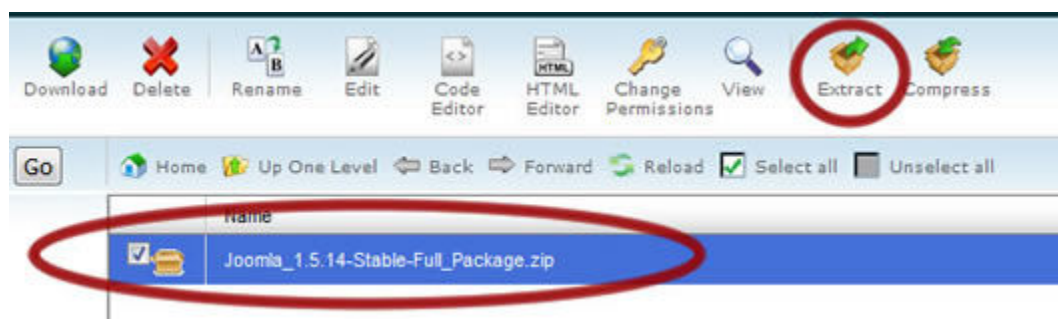 Download Delete Rename Edit Code Editor HTML Editor Change Permissions View Extract Compress
Go Home Up One Level Back Forward Reload Select all Unselect all
Name
Joomla_1.5.14-Stable-Full_Package.zip